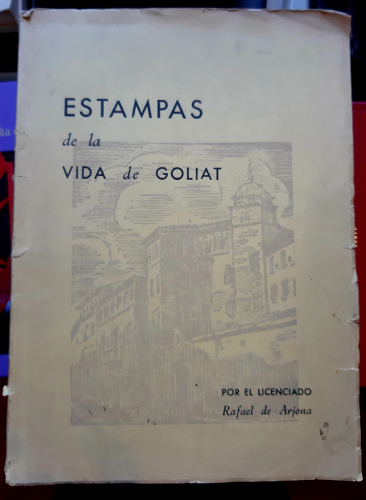 ESTAMPAS
de la
VIDA de GOLIAT
POR EL LICENCIADO
Rafael de Arjona